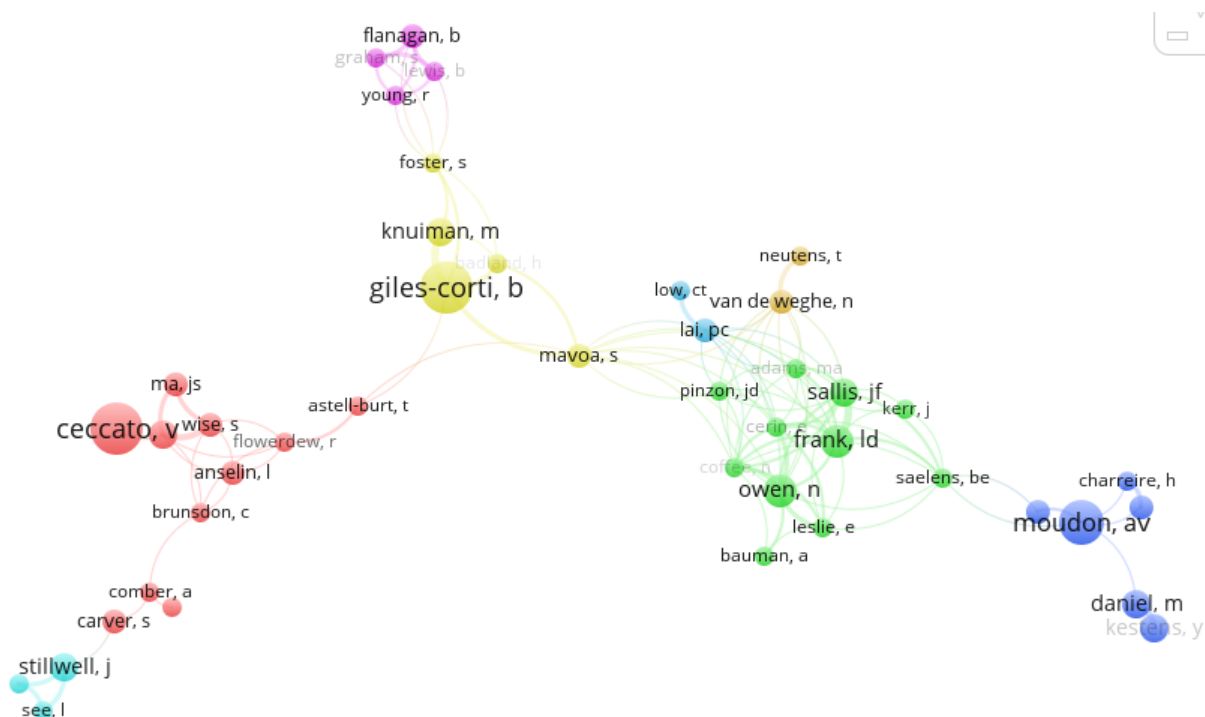 flanagan, b
graham, s
lewis, b
young, r
foster, s
knuiman, m
badland, h
giles-corti, b
neutens, t
low, ct
van de weghe, n
lai, pc
mavoa, s
adams, ma
ma, js
pinzon, jd
sallis, jf
astell-burt, t
kerr, j
ceccato, v
wise, s
flowerdew, r
cerin, e
frank, ld
anselin, l
coffee, n
saelens, be
charreire, h
owen, n
brunsdon, c
leslie, e
moudon, av
bauman, a
comber, a
daniel, m
carver, s
kestens, y
stillwell, j
see, l